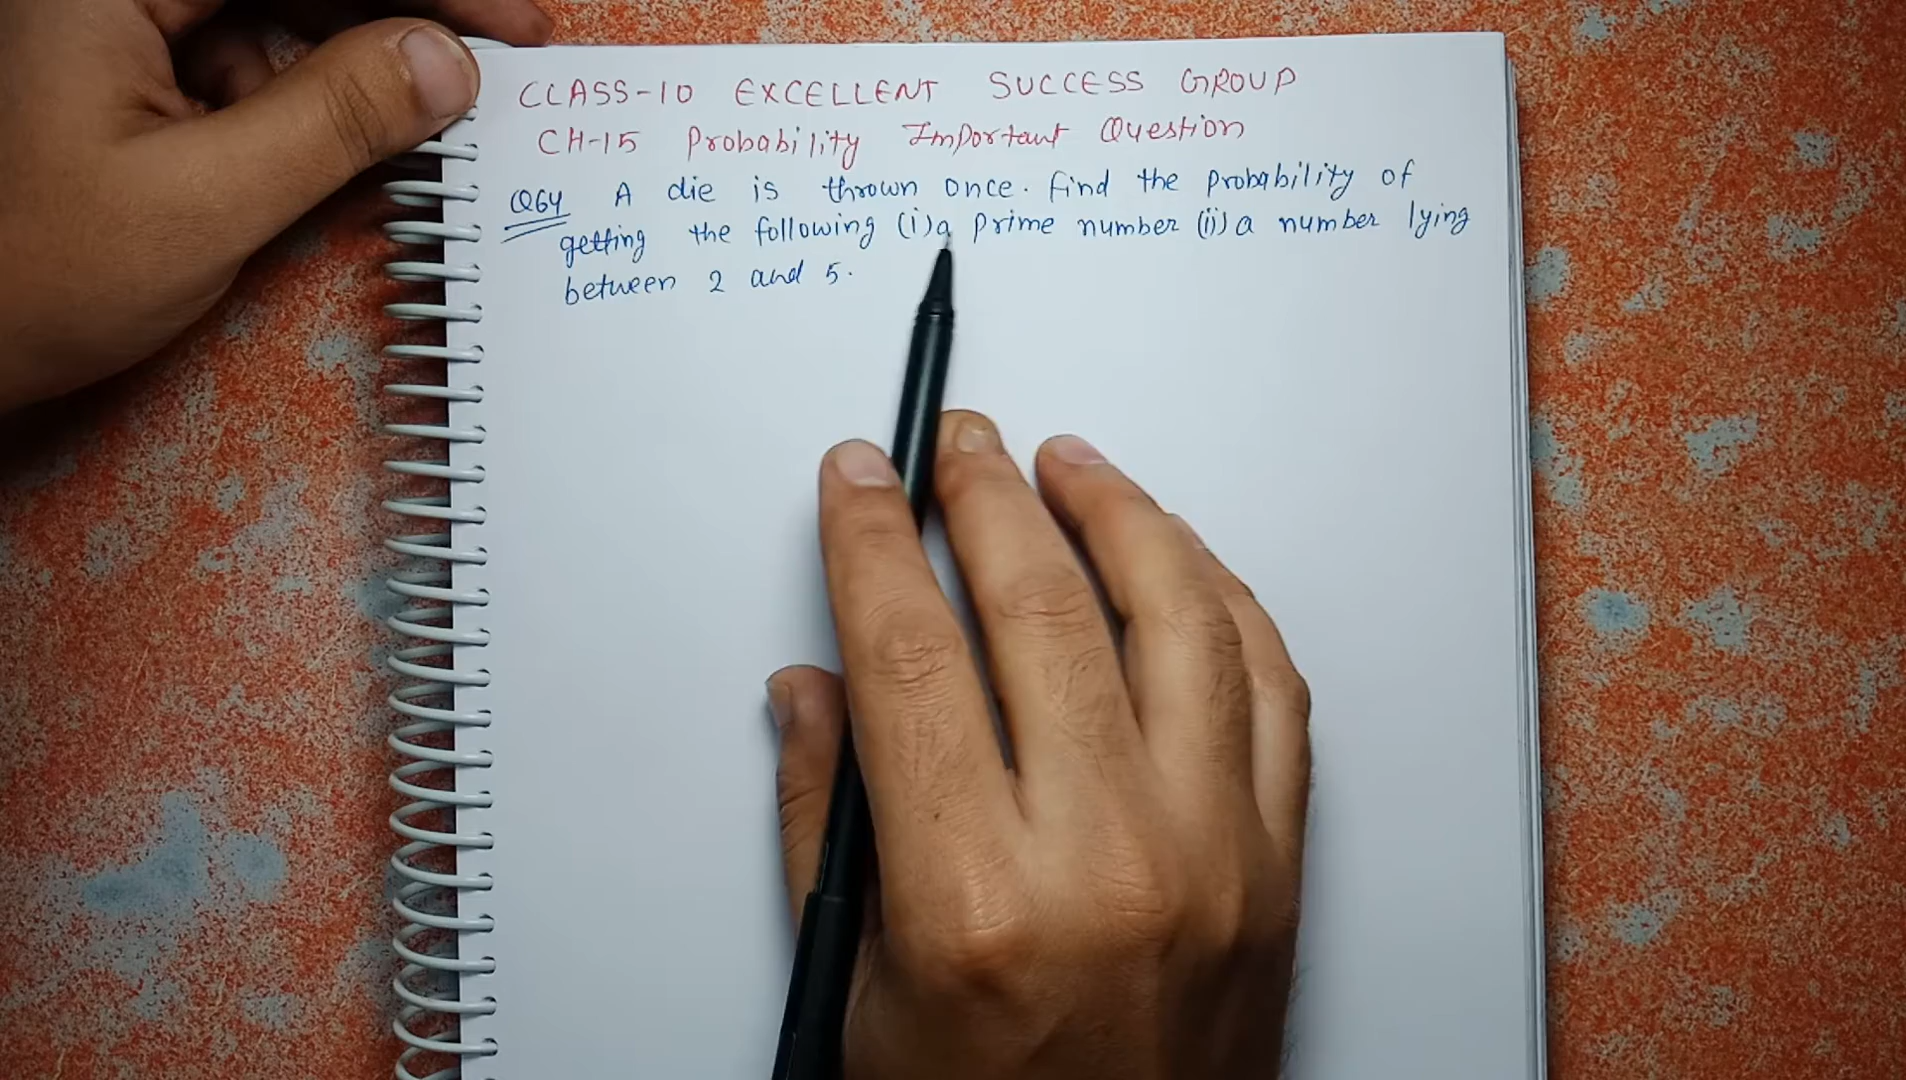 CLASS-10 EXCELLENT SUCCESS GROUP
CH-15 Probability Important Question
Q64 A die is thrown once. find the probability of
getting the following (i) a prime number (ii) a number lying
between 2 and 5.